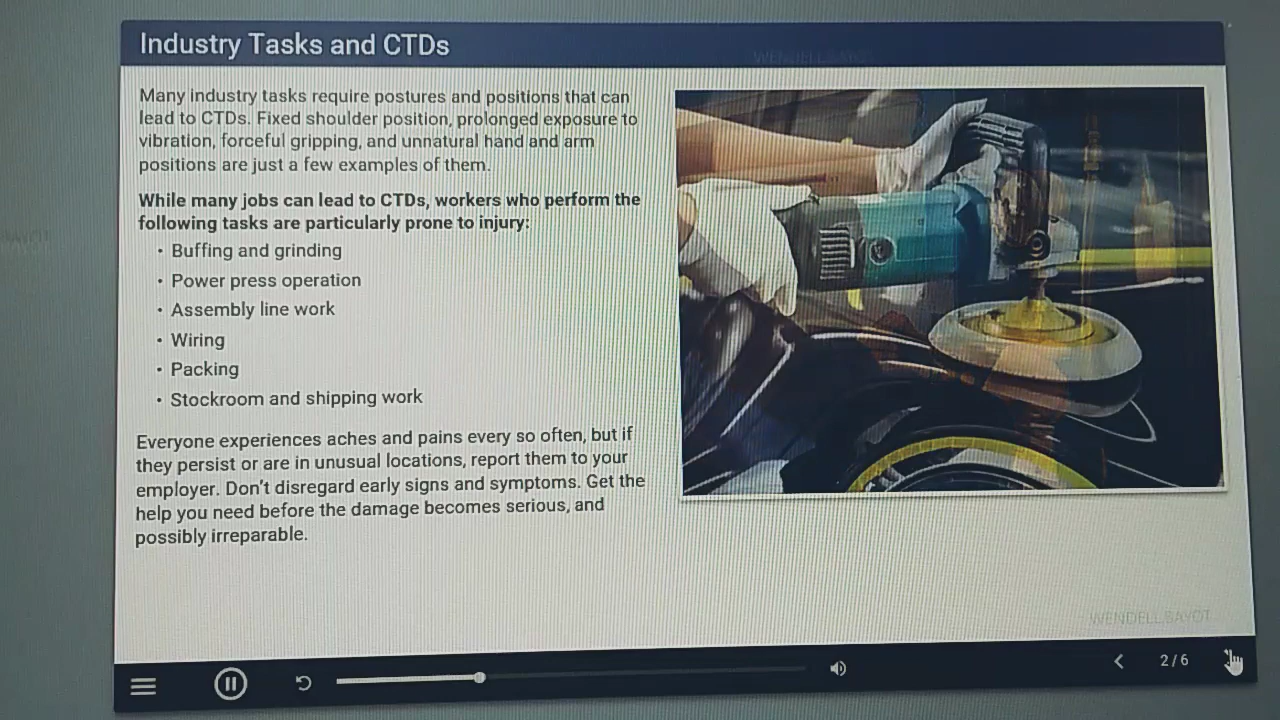 Industry Tasks and CTDs
WENDELL BAYOT
Many industry tasks require postures and positions that can
lead to CTDs. Fixed shoulder position, prolonged exposure to
vibration, forceful gripping, and unnatural hand and arm
positions are just a few examples of them.
While many jobs can lead to CTDs, workers who perform the
following tasks are particularly prone to injury:
• Buffing and grinding
• Power press operation
• Assembly line work
• Wiring
• Packing
• Stockroom and shipping work
Everyone experiences aches and pains every so often, but if
they persist or are in unusual locations, report them to your
employer. Don't disregard early signs and symptoms. Get the
help you need before the damage becomes serious, and
possibly irreparable.
WENDELL BAYOT
2 / 6